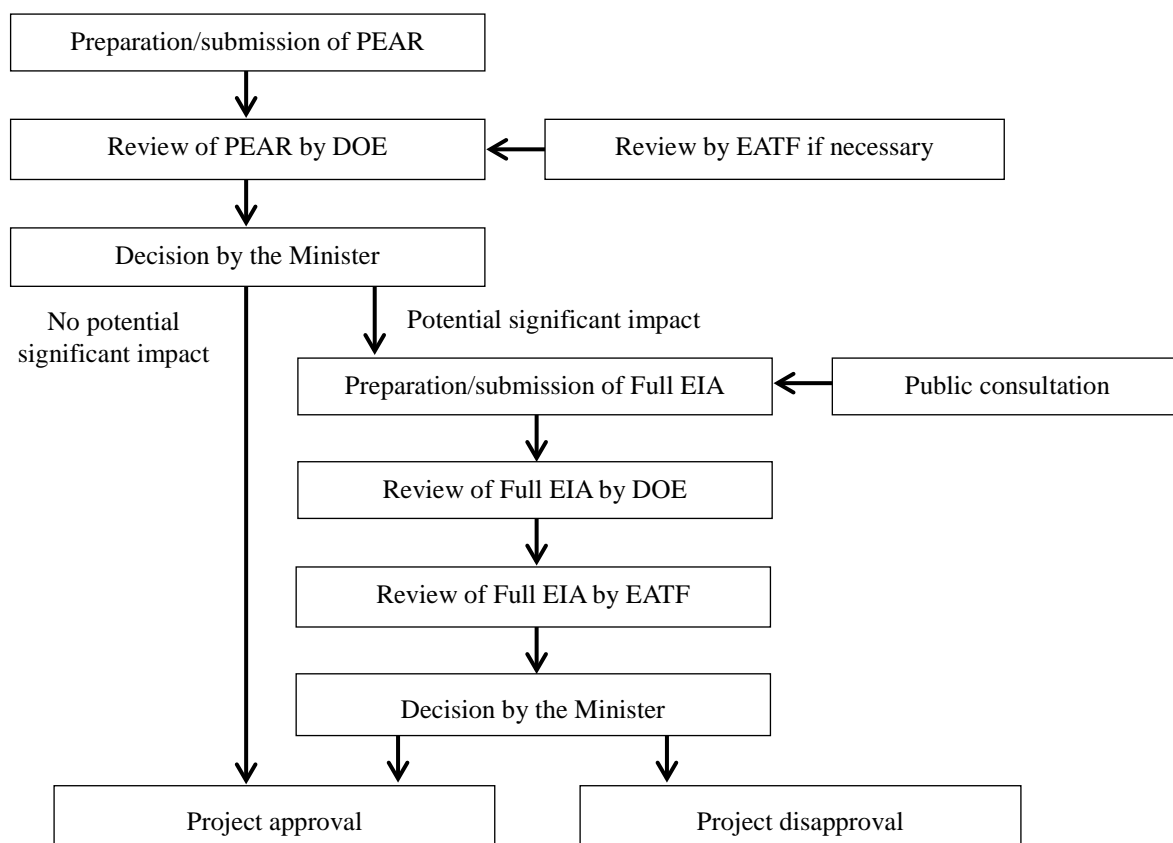 Preparation/submission of PEAR
Review of PEAR by DOE
Review by EATF if necessary
Decision by the Minister
No potential
significant impact
Potential significant impact
Preparation/submission of Full EIA
Public consultation
Review of Full EIA by DOE
Review of Full EIA by EATF
Decision by the Minister
Project approval
Project disapproval